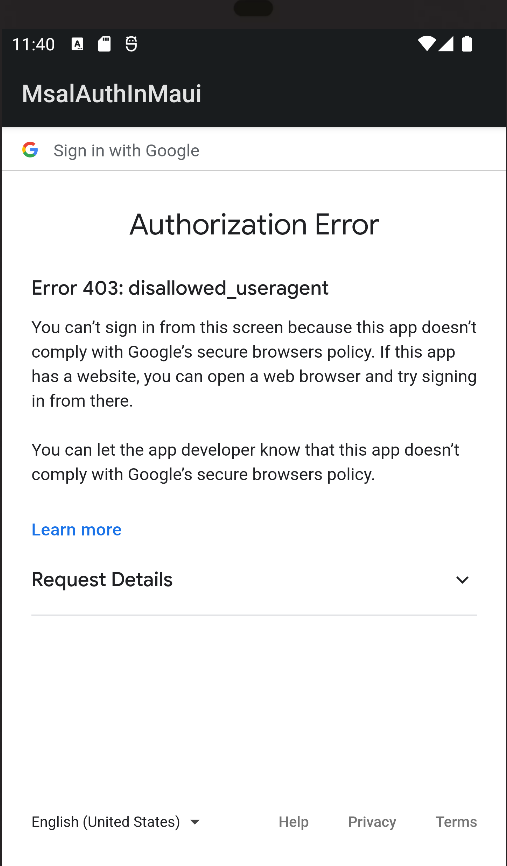 11:40
MsalAuthInMaui
Sign in with Google
Authorization Error
Error 403: disallowed_useragent
You can’t sign in from this screen because this app doesn’t
comply with Google’s secure browsers policy. If this app
has a website, you can open a web browser and try signing
in from there.
You can let the app developer know that this app doesn’t
comply with Google’s secure browsers policy.
Learn more
Request Details
English (United States) Help Privacy Terms